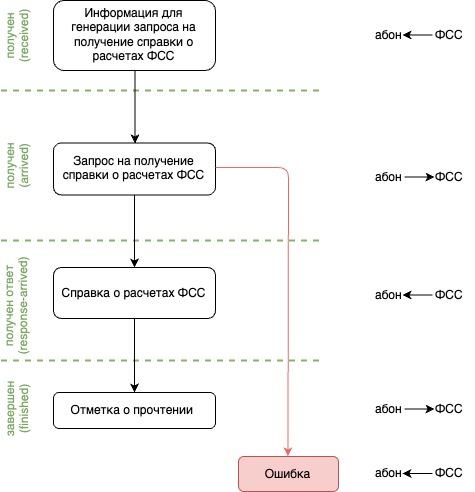 получен
(received)
Информация для
генерации запроса на
получение справки о
расчетах ФСС
абон ФСС
получен
(arrived)
Запрос на получение
справки о расчетах ФСС
абон ФСС
получен ответ
(response-arrived)
Справка о расчетах ФСС
абон ФСС
завершен
(finished)
Отметка о прочтении
абон ФСС
Ошибка
абон ФСС